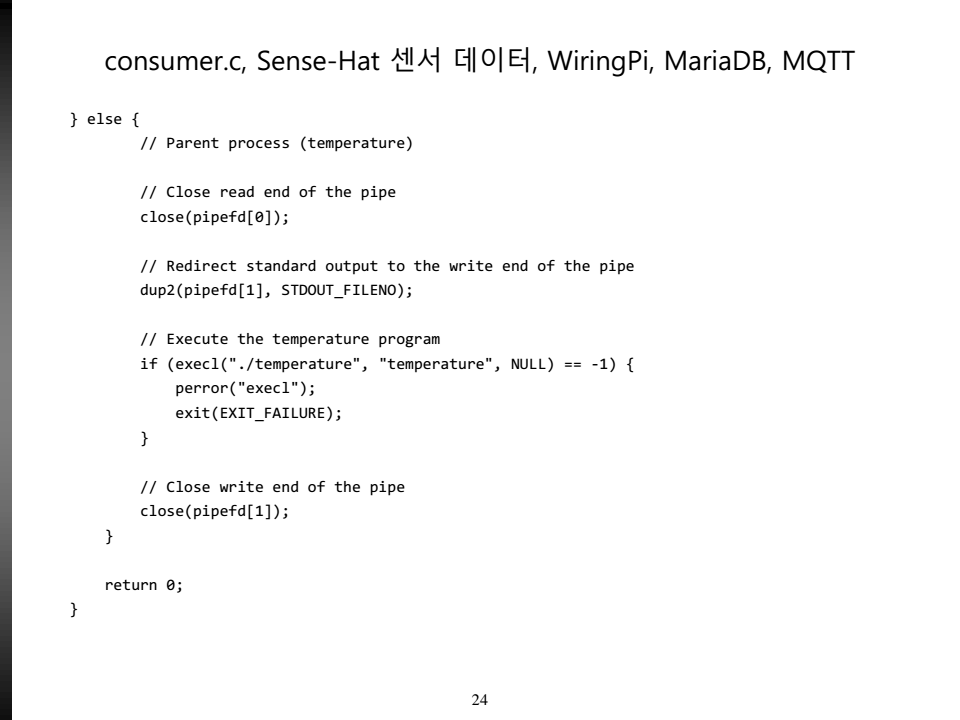 consumer.c, Sense-Hat 센서 데이터, WiringPi, MariaDB, MQTT
} else {
        // Parent process (temperature)

        // Close read end of the pipe
        close(pipefd[0]);

        // Redirect standard output to the write end of the pipe
        dup2(pipefd[1], STDOUT_FILENO);

        // Execute the temperature program
        if (execl("./temperature", "temperature", NULL) == -1) {
            perror("execl");
            exit(EXIT_FAILURE);
        }

        // Close write end of the pipe
        close(pipefd[1]);
    }

    return 0;
}
24